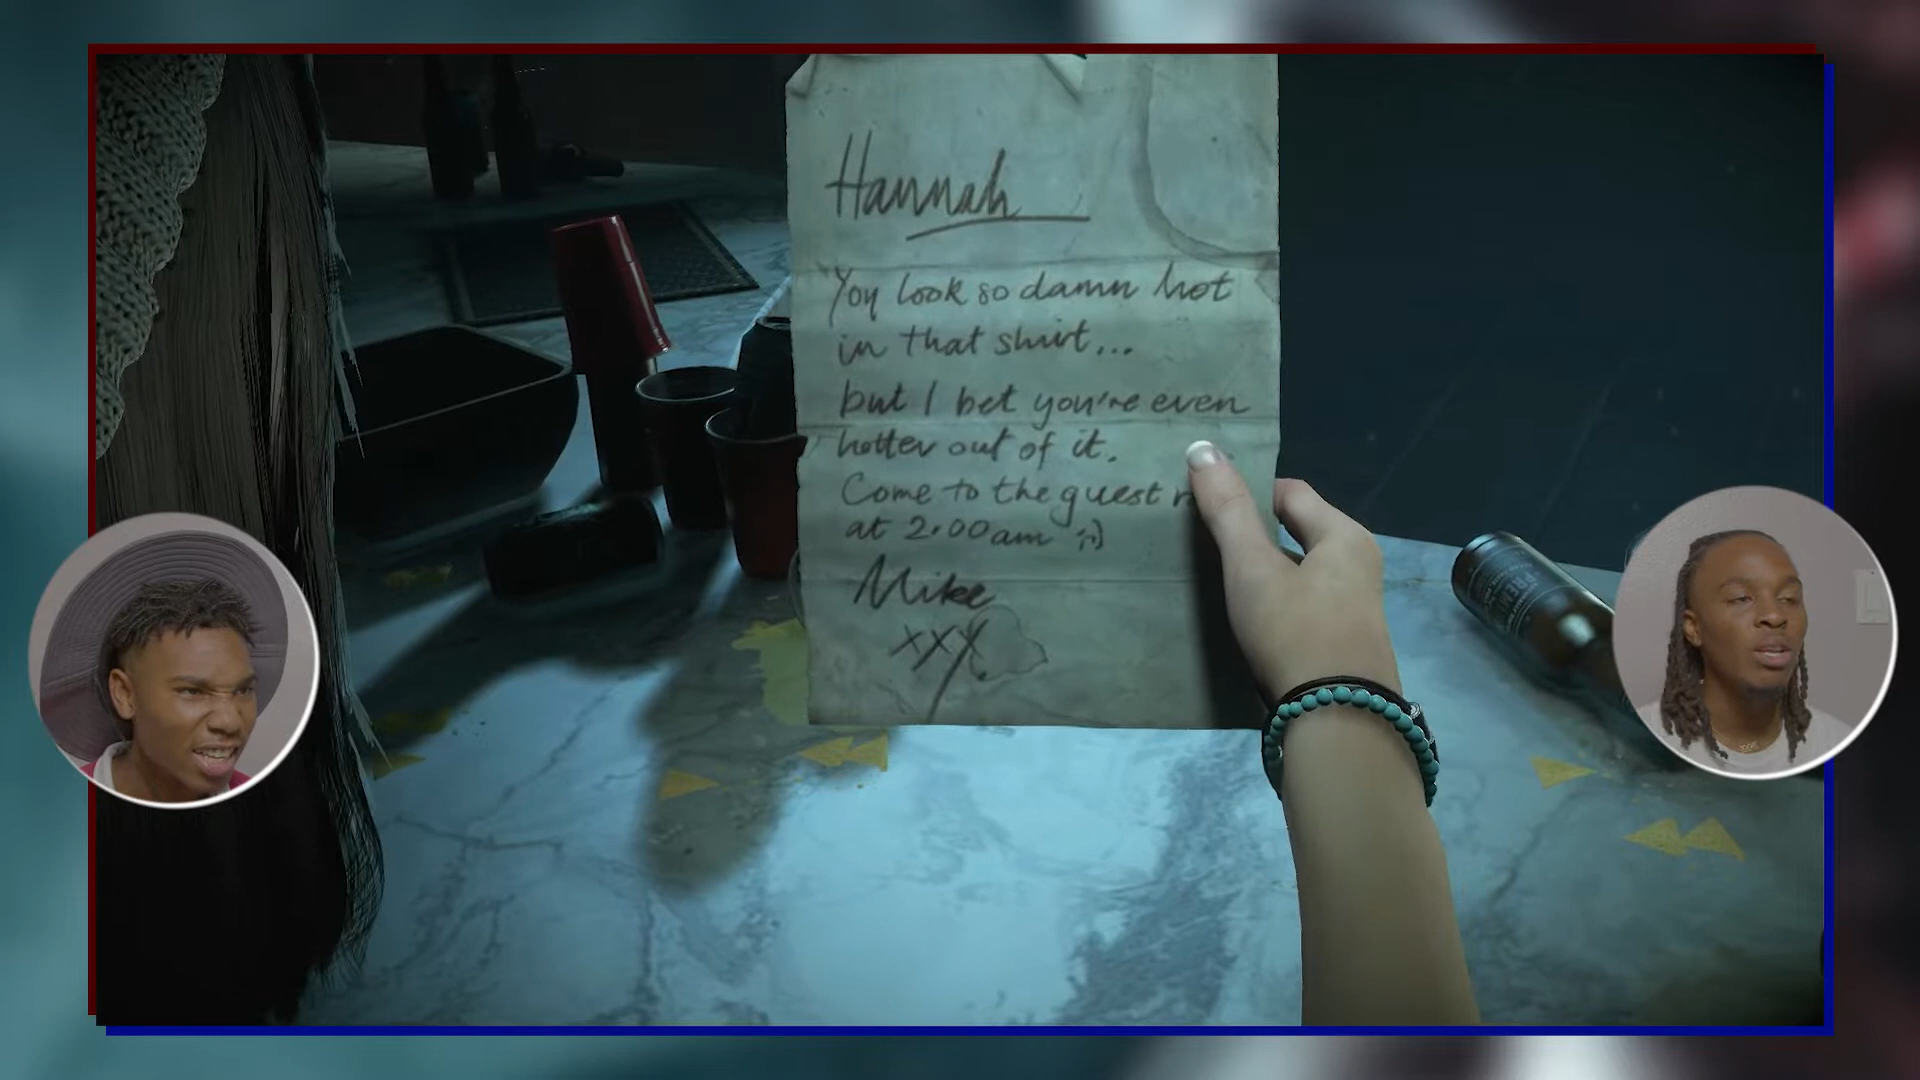 Hannah
You look so damn hot
in that shirt...
but I bet you're even
hotter out of it.
Come to the guest
at 2.00am ;)
Mike
xxx